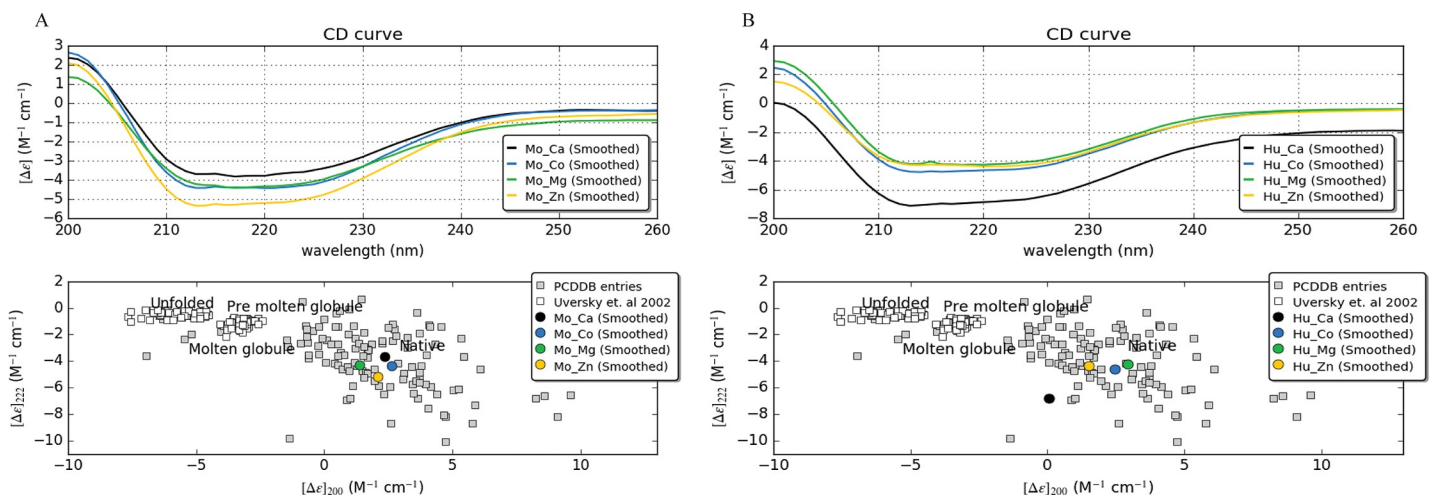 A
CD curve
3
2
1
0
−1
−2
−3
−4
−5
−6
200 210 220 230 240 250 260
[Δε] (M⁻¹ cm⁻¹)
wavelength (nm)
Mo_Ca (Smoothed)
Mo_Co (Smoothed)
Mo_Mg (Smoothed)
Mo_Zn (Smoothed)
2
0
−2
−4
−6
−8
−10
−10 −5 0 5 10
[Δε]₂₂₂ (M⁻¹ cm⁻¹)
[Δε]₂₀₀ (M⁻¹ cm⁻¹)
Unfolded
Pre molten globule
Molten globule
Native
PCDDB entries
Uversky et. al 2002
Mo_Ca (Smoothed)
Mo_Co (Smoothed)
Mo_Mg (Smoothed)
Mo_Zn (Smoothed)
B
CD curve
4
2
0
−2
−4
−6
−8
200 210 220 230 240 250 260
[Δε] (M⁻¹ cm⁻¹)
wavelength (nm)
Hu_Ca (Smoothed)
Hu_Co (Smoothed)
Hu_Mg (Smoothed)
Hu_Zn (Smoothed)
2
0
−2
−4
−6
−8
−10
−10 −5 0 5 10
[Δε]₂₂₂ (M⁻¹ cm⁻¹)
[Δε]₂₀₀ (M⁻¹ cm⁻¹)
Unfolded
Pre molten globule
Molten globule
Native
PCDDB entries
Uversky et. al 2002
Hu_Ca (Smoothed)
Hu_Co (Smoothed)
Hu_Mg (Smoothed)
Hu_Zn (Smoothed)